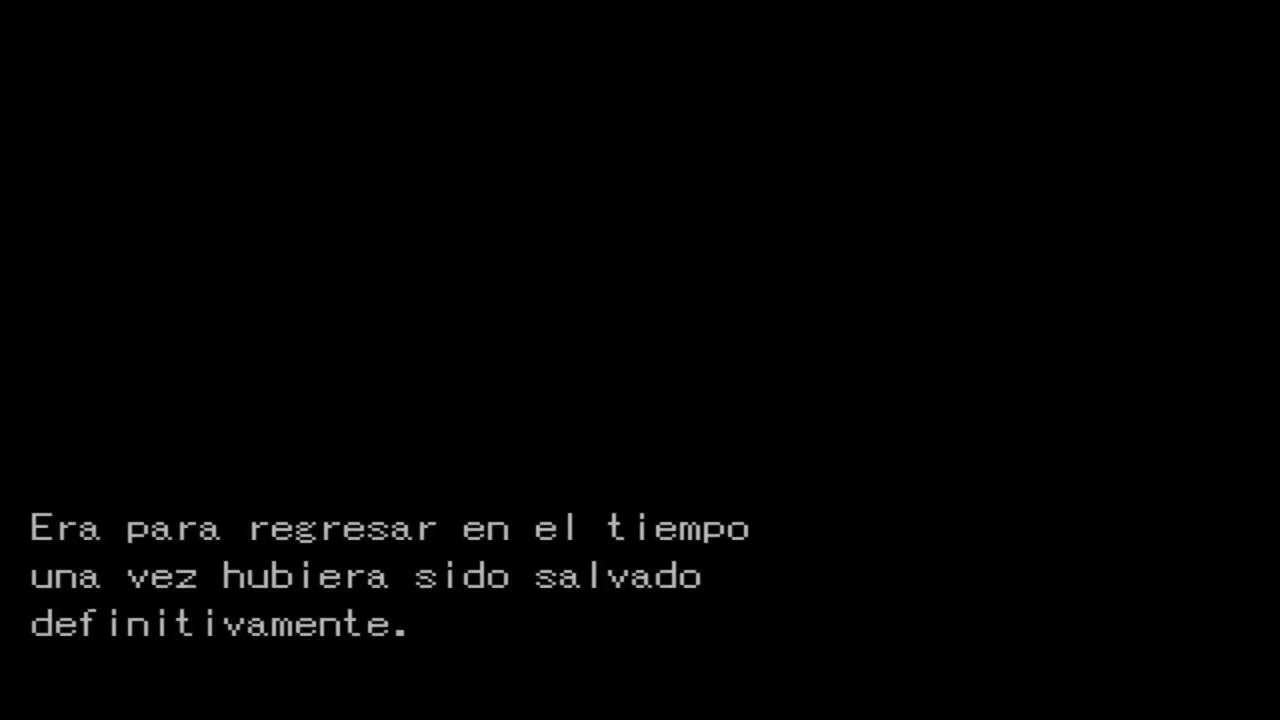 Era para regresar en el tiempo
una vez hubiera sido salvado
definitivamente.